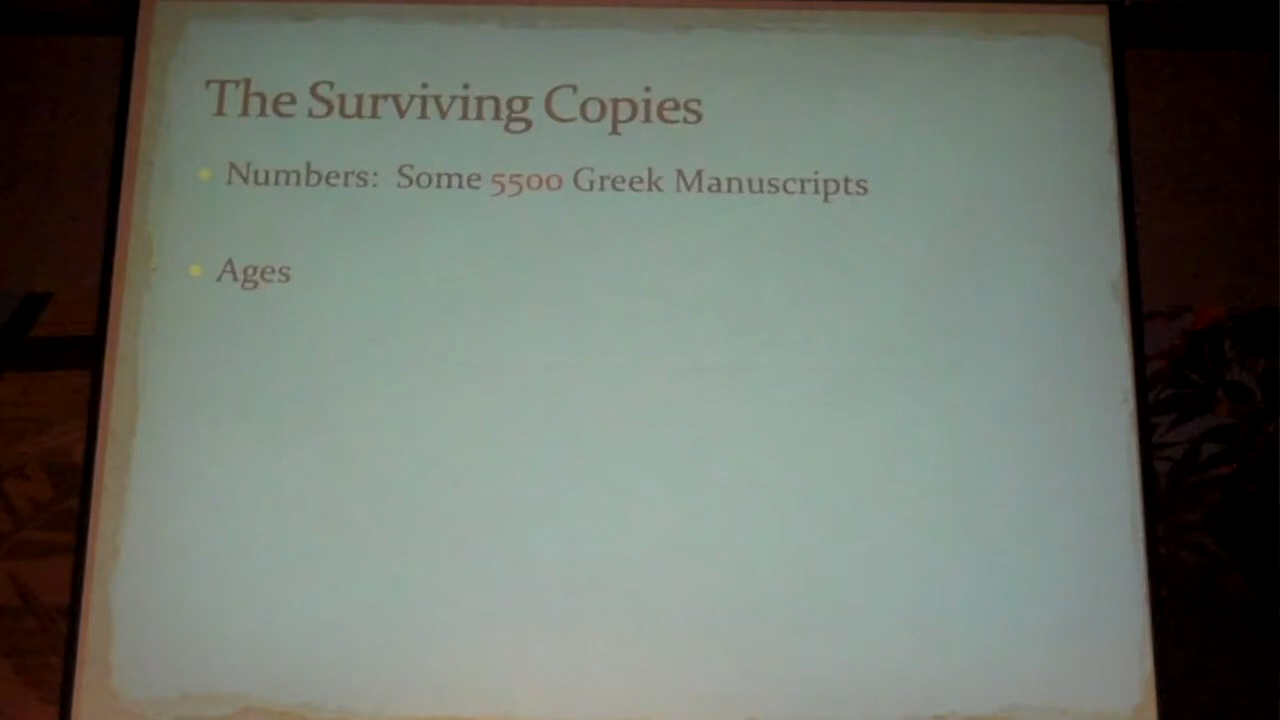 The Surviving Copies
• Numbers: Some 5500 Greek Manuscripts
• Ages